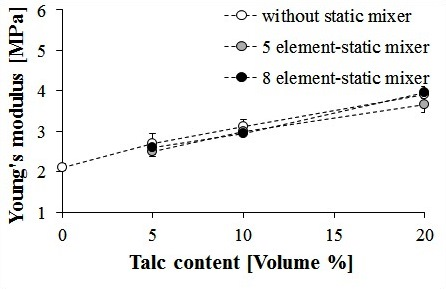 6
5
4
3
2
1
Young's modulus [MPa]
without static mixer
5 element-static mixer
8 element-static mixer
0
5
10
20
Talc content [Volume %]